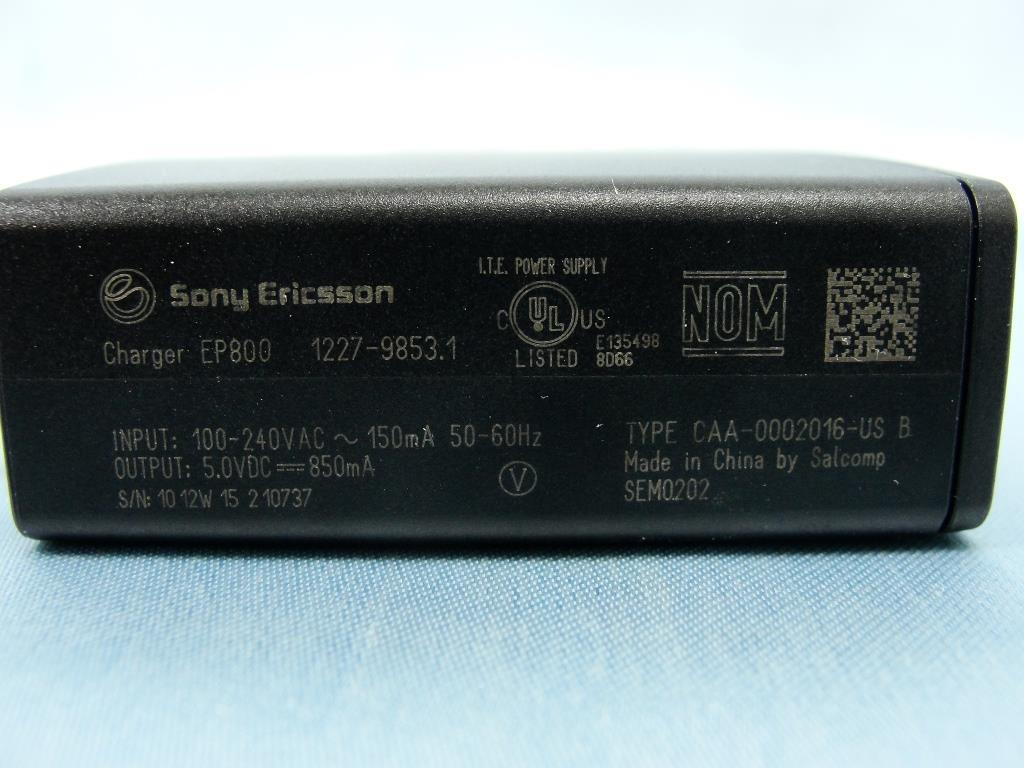 Sony Ericsson
Charger EP800 1227-9853.1
I.T.E. POWER SUPPLY
C UL US
LISTED
E135498
8D66
NOM
INPUT: 100-240VAC ~ 150mA 50-60Hz
OUTPUT: 5.0VDC ⎓ 850mA
S/N: 10 12W 15 2 10737
V
TYPE CAA-0002016-US B
Made in China by Salcomp
SEM0202